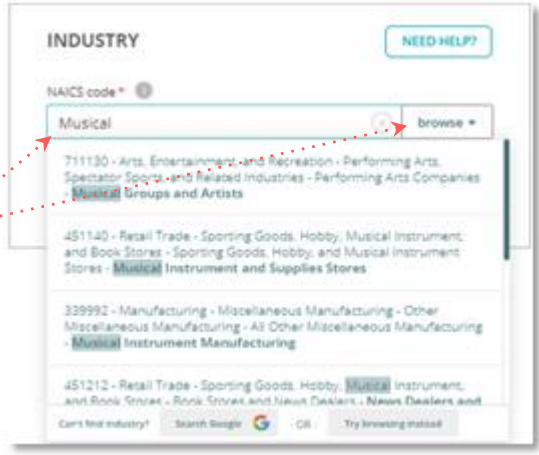 INDUSTRY
NEED HELP?
NAICS code *
Musical
browse
711130 - Arts, Entertainment, and Recreation - Performing Arts,
Spectator Sports, and Related Industries - Performing Arts Companies
- Musical Groups and Artists
451140 - Retail Trade - Sporting Goods, Hobby, Musical Instrument,
and Book Stores - Sporting Goods, Hobby, and Musical Instrument
Stores - Musical Instrument and Supplies Stores
339992 - Manufacturing - Miscellaneous Manufacturing - Other
Miscellaneous Manufacturing - All Other Miscellaneous Manufacturing
- Musical Instrument Manufacturing
451212 - Retail Trade - Sporting Goods, Hobby, Musical Instrument,
and Book Stores - Book Stores and News Dealers - News Dealers and
Can't find industry? Search Google G OR Try browsing instead